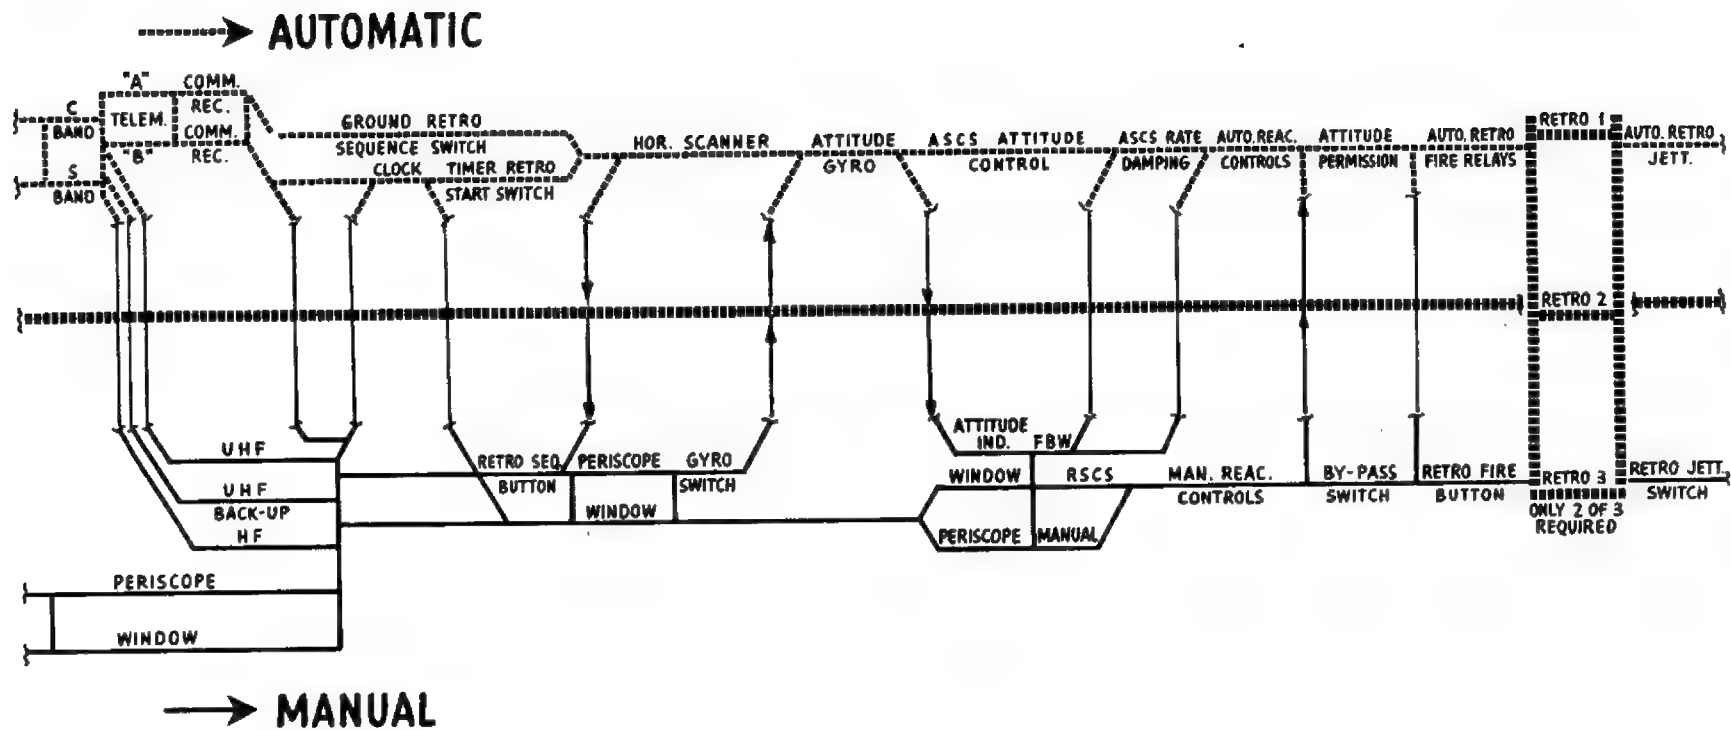 AUTOMATIC
"A"
COMM.
C
BAND
TELEM.
REC.
COMM.
"B"
REC.
S
BAND
GROUND RETRO
SEQUENCE SWITCH
CLOCK
TIMER RETRO
START SWITCH
HOR. SCANNER
ATTITUDE
GYRO
ASCS ATTITUDE
CONTROL
ASCS RATE
DAMPING
AUTO. REAC.
CONTROLS
ATTITUDE
PERMISSION
AUTO. RETRO
FIRE RELAYS
RETRO 1
AUTO. RETRO
JETT.
RETRO 2
UHF
UHF
BACK-UP
HF
PERISCOPE
WINDOW
RETRO SEQ.
BUTTON
PERISCOPE
WINDOW
GYRO
SWITCH
ATTITUDE
IND.
FBW
WINDOW
RSCS
PERISCOPE
MANUAL
MAN. REAC.
CONTROLS
BY-PASS
SWITCH
RETRO FIRE
BUTTON
RETRO 3
ONLY 2 OF 3
REQUIRED
RETRO JETT.
SWITCH
MANUAL